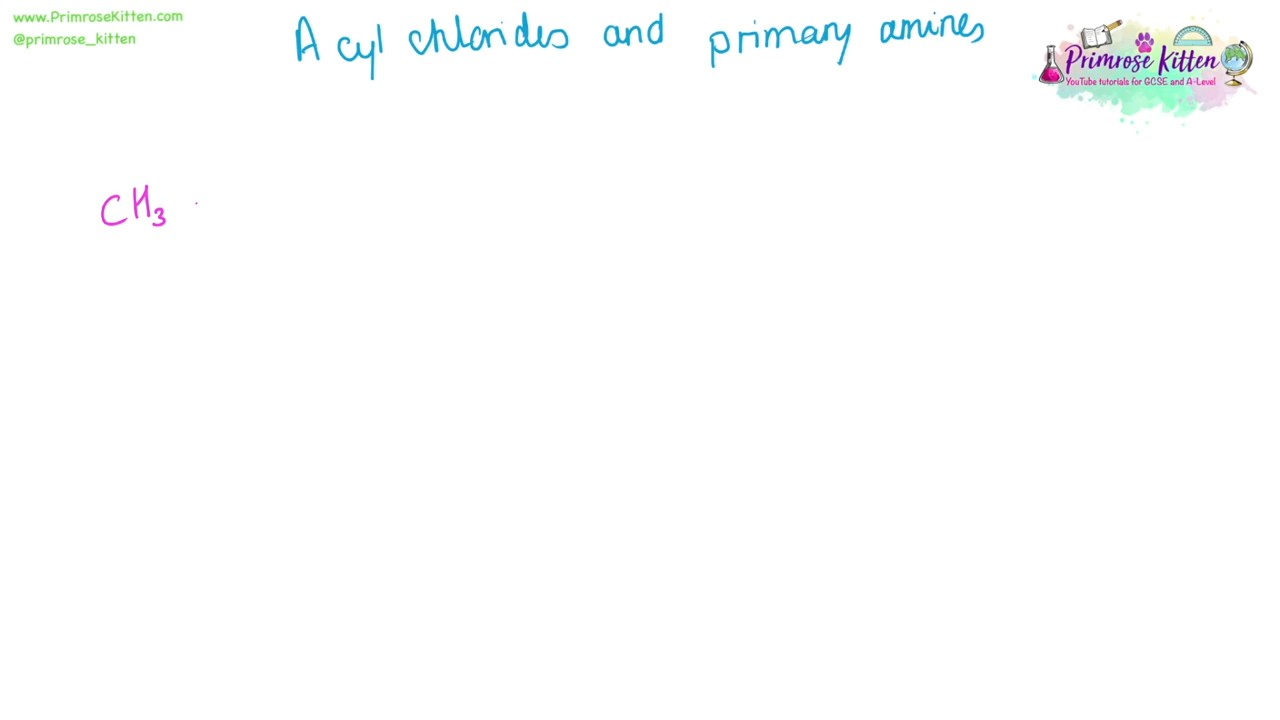 www.PrimroseKitten.com
@primrose_kitten
Acyl chlorides and primary amines
Primrose Kitten
YouTube tutorials for GCSE and A-Level
CH₃